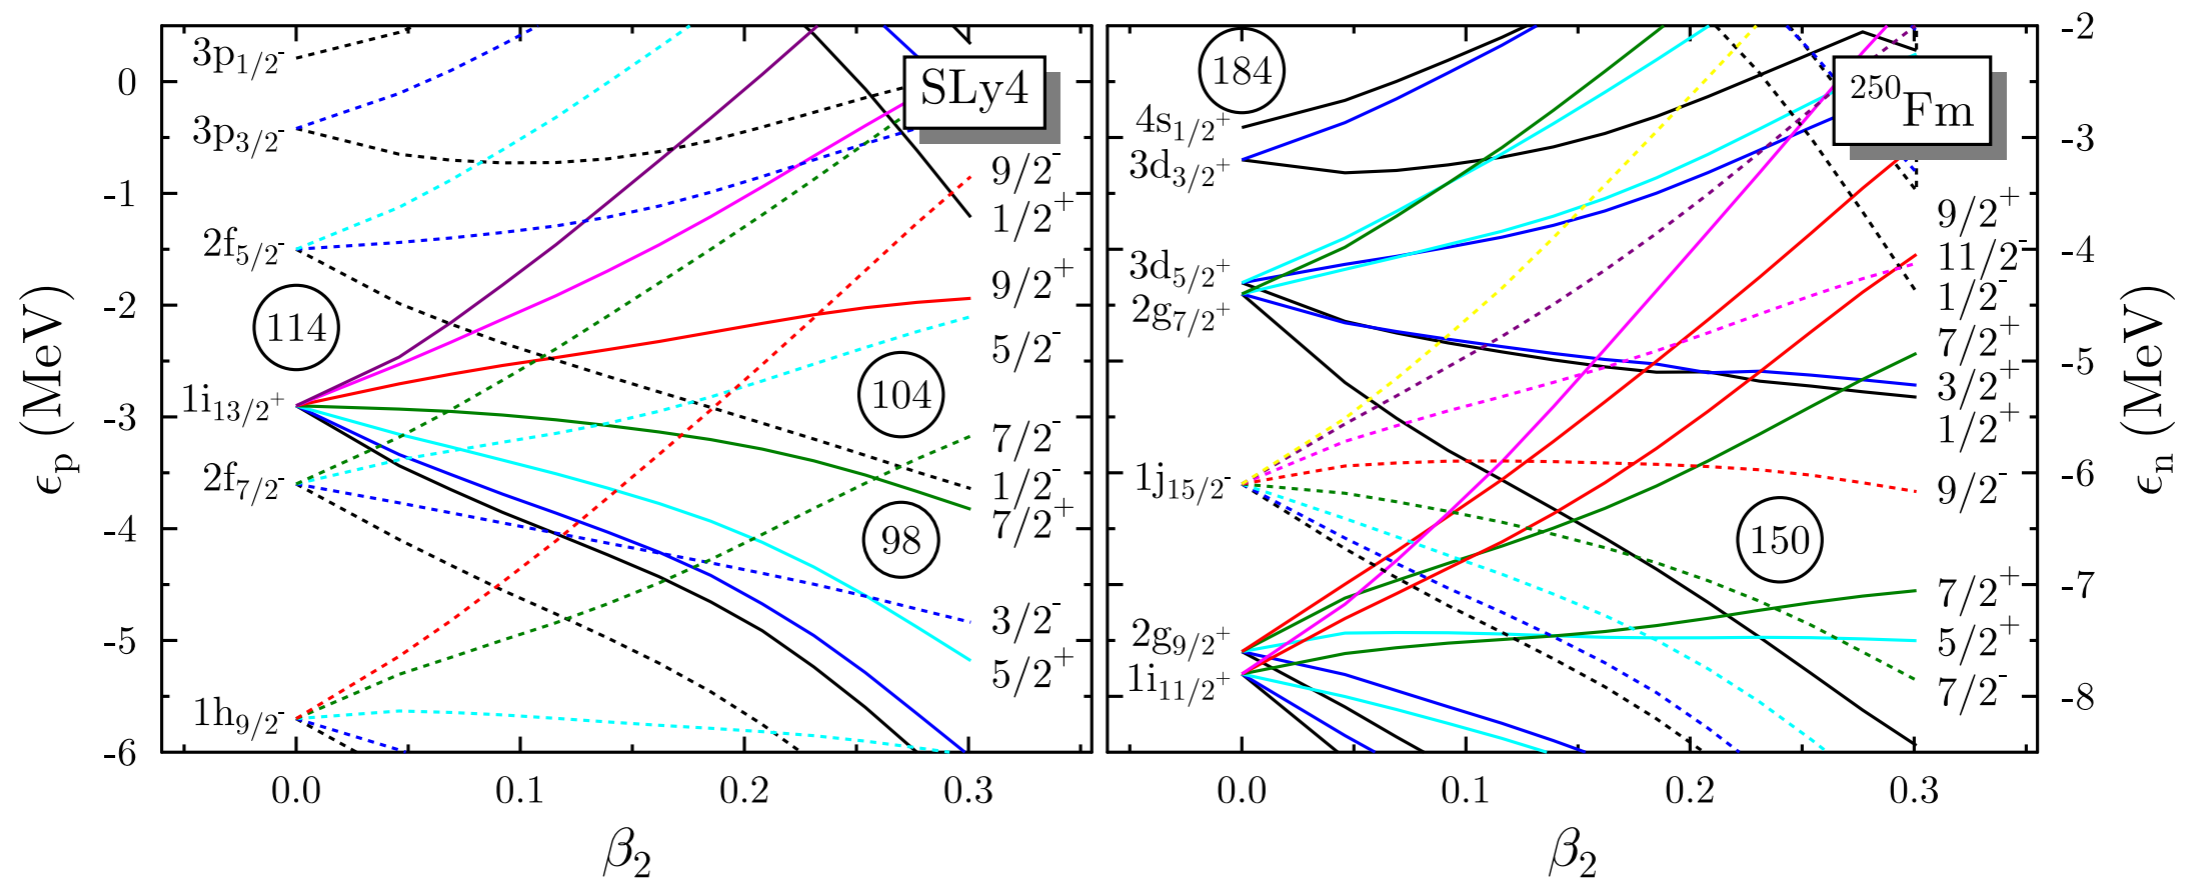 3p1/2-
3p3/2-
2f5/2-
1i13/2+
2f7/2-
1h9/2-
114
104
98
SLy4
9/2-
1/2+
9/2+
5/2-
7/2-
1/2-
7/2+
3/2-
5/2+
0
-1
-2
-3
-4
-5
-6
ϵp (MeV)
0.0 0.1 0.2 0.3
β2
184
4s1/2+
3d3/2+
3d5/2+
2g7/2+
1j15/2-
2g9/2+
1i11/2+
150
250Fm
9/2+
11/2-
1/2-
7/2+
3/2+
1/2+
9/2-
7/2+
5/2+
7/2-
-2
-3
-4
-5
-6
-7
-8
ϵn (MeV)
0.0 0.1 0.2 0.3
β2